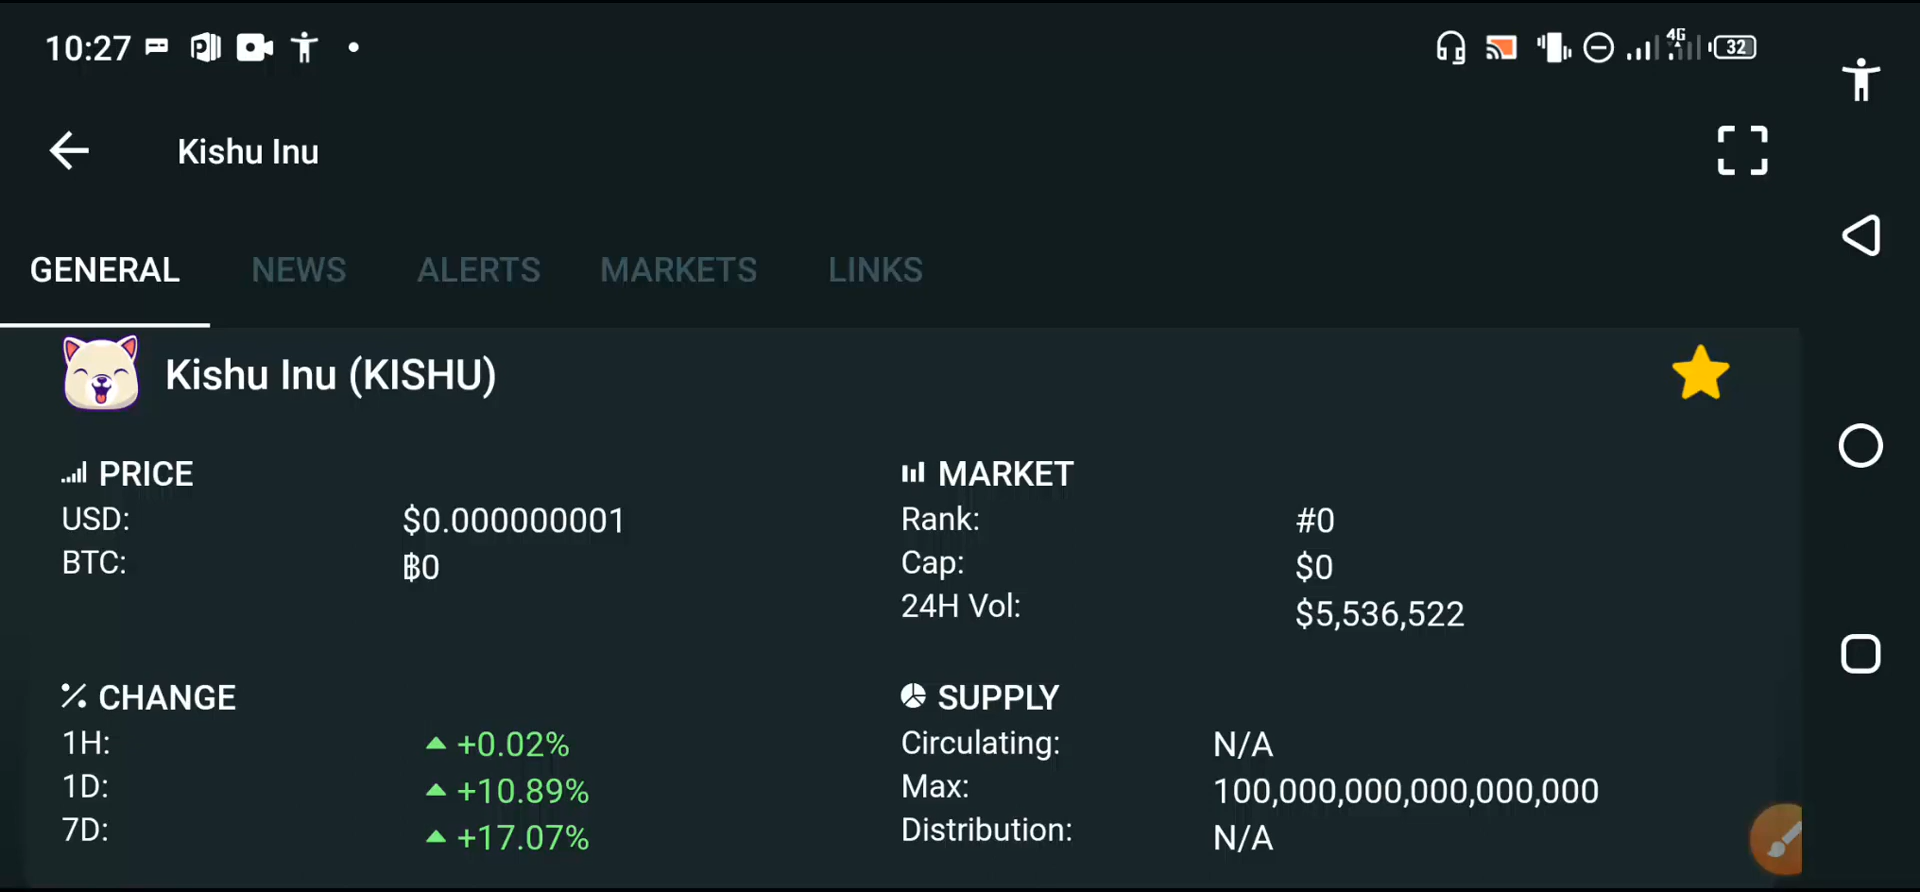 10:27
4G
32
Kishu Inu
GENERAL NEWS ALERTS MARKETS LINKS
Kishu Inu (KISHU)
PRICE
USD: $0.000000001
BTC: ฿0
MARKET
Rank: #0
Cap: $0
24H Vol: $5,536,522
CHANGE
1H: +0.02%
1D: +10.89%
7D: +17.07%
SUPPLY
Circulating: N/A
Max: 100,000,000,000,000,000
Distribution: N/A